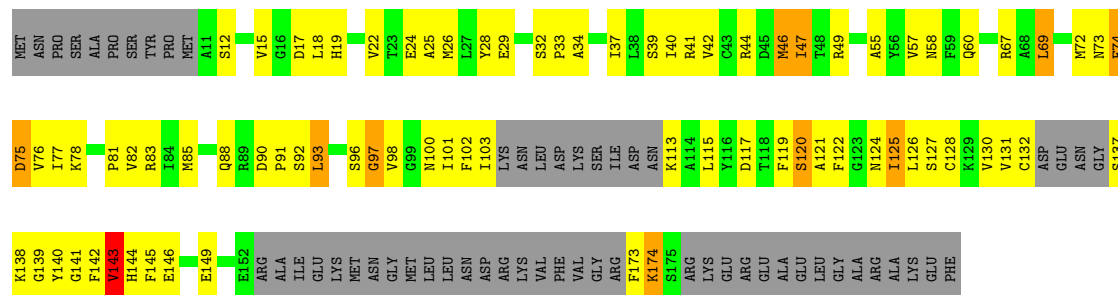 MET ASN PRO SER ALA PRO SER TYR PRO MET A11 S12 V15 G16 D17 L18 H19 V22 T23 E24 A25 M26 L27 Y28 E29 S32 P33 A34 I37 L38 S39 I40 R41 V42 C43 R44 D45 M46 I47 T48 R49 A55 Y56 V57 N58 F59 Q60 R67 A68 L69 M72 N73 F74
D75 V76 I77 K78 P81 V82 R83 I84 M85 Q88 R89 D90 P91 S92 L93 S96 G97 V98 G99 N100 I101 F102 I103 LYS ASN LEU ASP LYS SER ILE ASP ASN K113 A114 L115 Y116 D117 T118 F119 S120 A121 F122 G123 N124 I125 L126 S127 C128 K129 V130 V131 C132 ASP GLU ASN GLY S137
K138 G139 Y140 G141 F142 V143 H144 F145 E146 E149 E152 ARG ALA ILE GLU LYS MET ASN GLY MET LEU LEU ASN ASP ARG LYS VAL PHE VAL GLY ARG F173 K174 S175 ARG LYS GLU ARG GLU ALA GLU LEU GLY ALA ARG ALA LYS GLU PHE